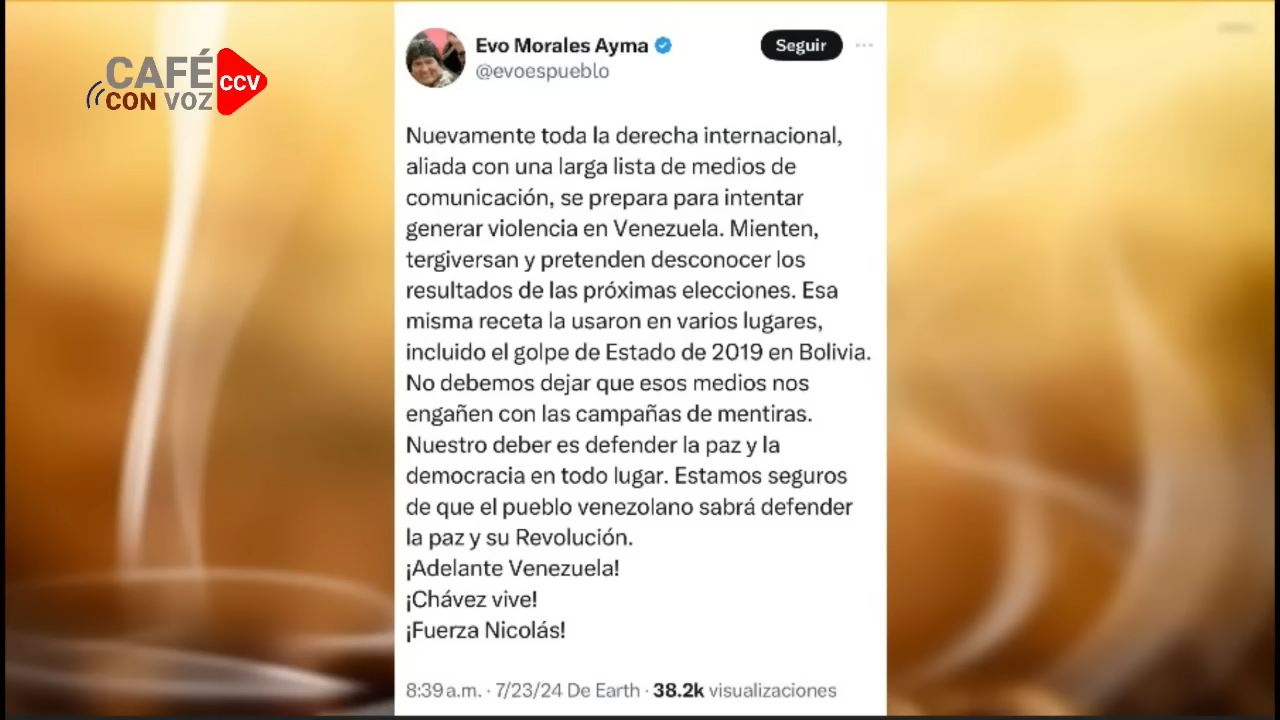 CAFÉ
CON VOZ
CCV
Evo Morales Ayma
@evoespueblo
Seguir
Nuevamente toda la derecha internacional,
aliada con una larga lista de medios de
comunicación, se prepara para intentar
generar violencia en Venezuela. Mienten,
tergiversan y pretenden desconocer los
resultados de las próximas elecciones. Esa
misma receta la usaron en varios lugares,
incluido el golpe de Estado de 2019 en Bolivia.
No debemos dejar que esos medios nos
engañen con las campañas de mentiras.
Nuestro deber es defender la paz y la
democracia en todo lugar. Estamos seguros
de que el pueblo venezolano sabrá defender
la paz y su Revolución.
¡Adelante Venezuela!
¡Chávez vive!
¡Fuerza Nicolás!
8:39 a.m. · 7/23/24 De Earth · 38.2k visualizaciones